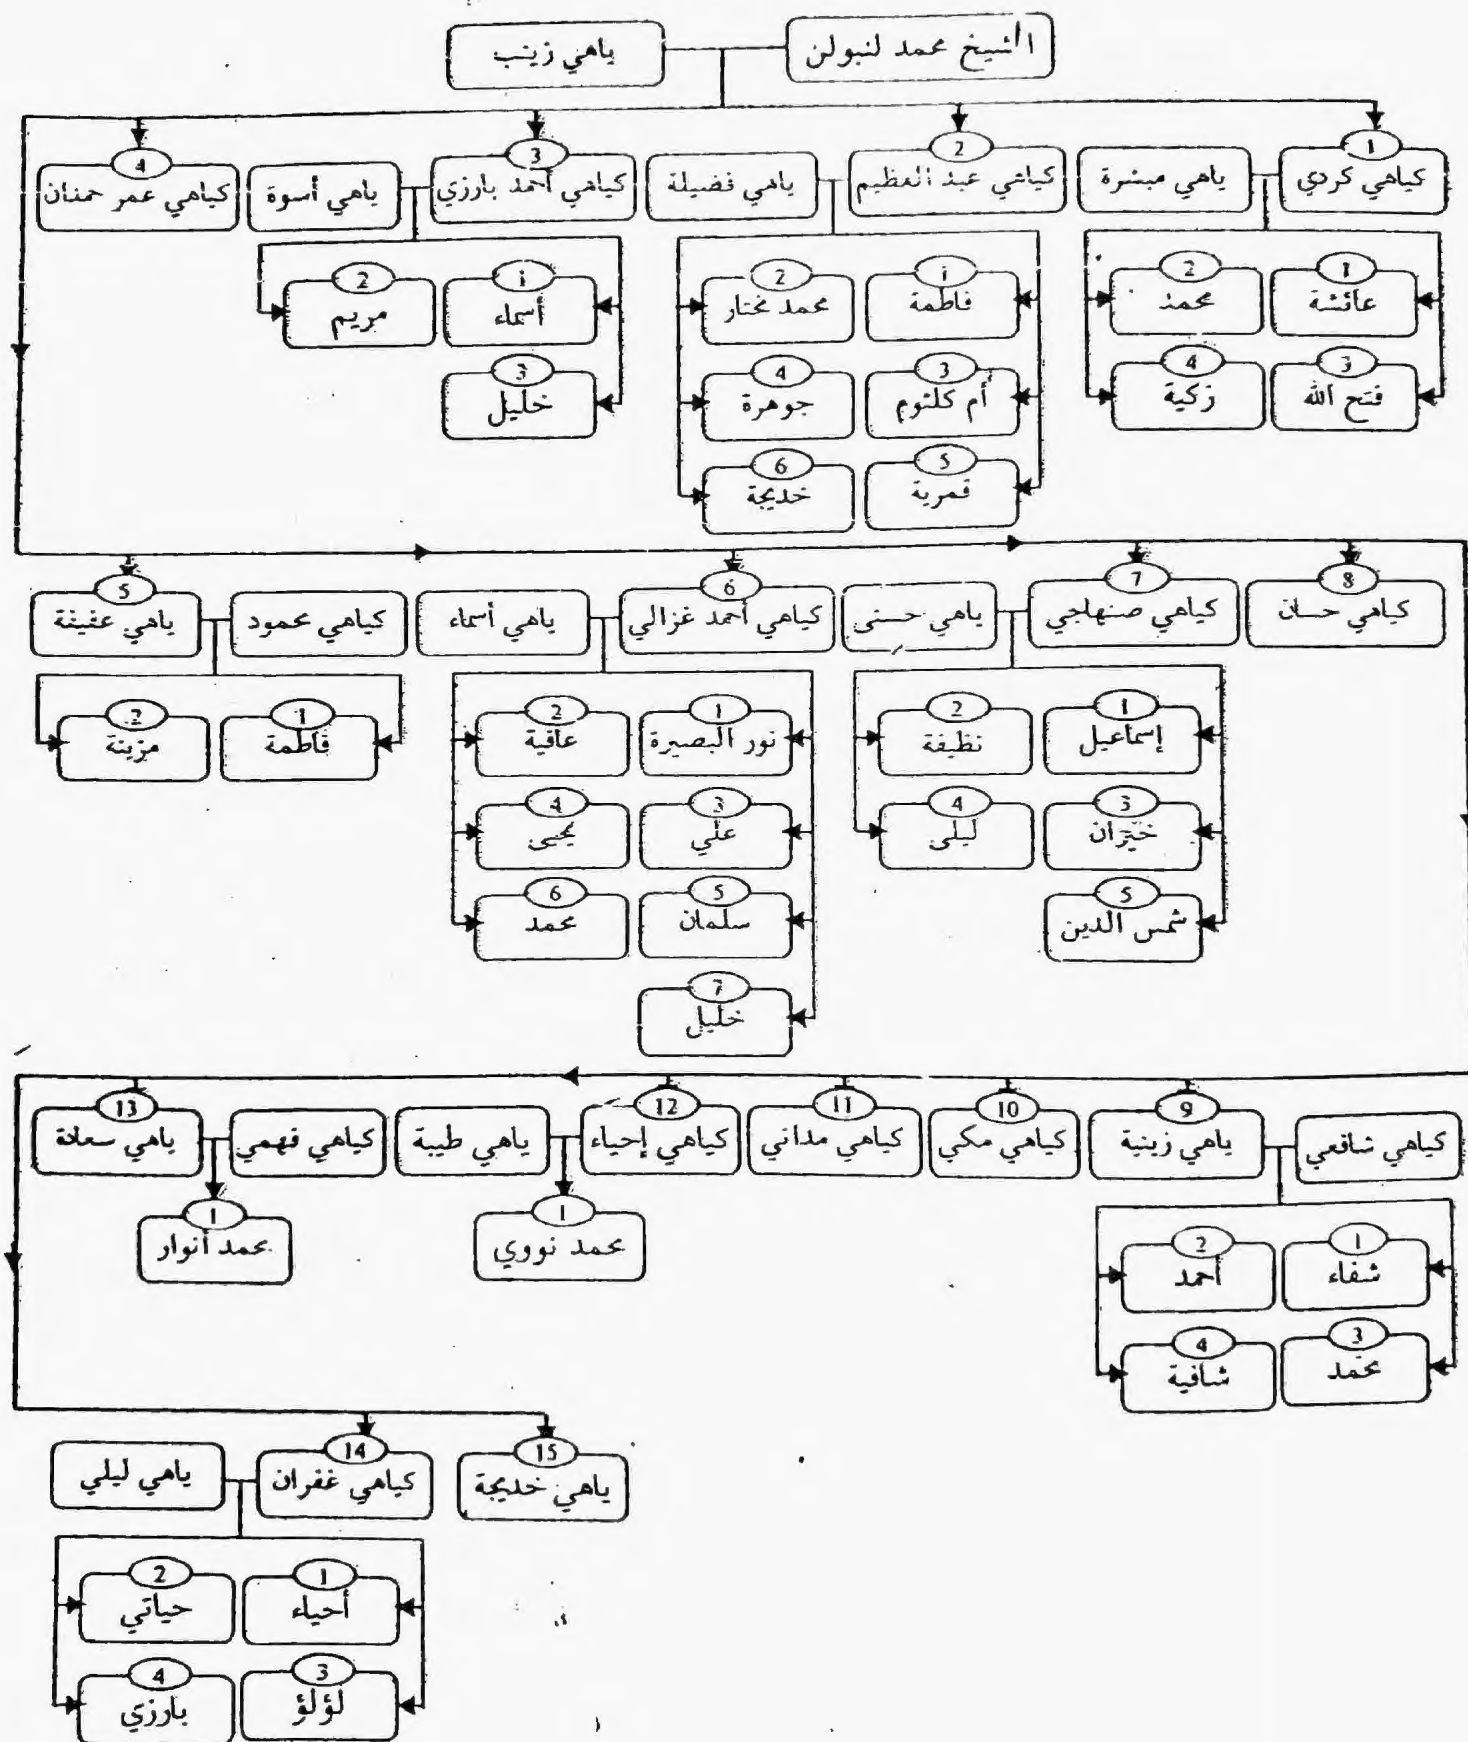 الشيخ محمد لنبولن
ياهي زينب
1
كياهي كردي
ياهي مبشرة
2
كياهي عبد العظيم
ياهي فضيلة
3
كياهي أحمد بارزي
ياهي أسوة
4
كياهي عمر حمنان
1
عائشة
2
محمد
3
فتح الله
4
زكية
1
فاطمة
2
محمد مختار
3
أم كلثوم
4
جوهرة
5
قمرية
6
خديجة
1
أسماء
2
مريم
3
خليل
8
كياهي حسان
7
كياهي صنهاجي
ياهي حسنى
6
كياهي أحمد غزالي
ياهي أسماء
كياهي محمود
5
ياهي عفيفة
1
إسماعيل
2
نظيفة
3
خيزران
4
ليلى
5
شمس الدين
1
نور البصيرة
2
عافية
3
علي
4
يحيى
5
سلمان
6
محمد
7
خليل
1
فاطمة
2
مزينة
كياهي شافعي
9
ياهي زينية
10
كياهي مكي
11
كياهي مداني
12
كياهي إحياء
ياهي طيبة
كياهي فهمي
13
ياهي سعادة
1
شفاء
2
أحمد
3
محمد
4
شافية
1
محمد نووي
1
محمد أنوار
15
ياهي خديجة
14
كياهي غفران
ياهي ليلي
1
أحياء
2
حياتي
3
لؤلؤ
4
بارزي